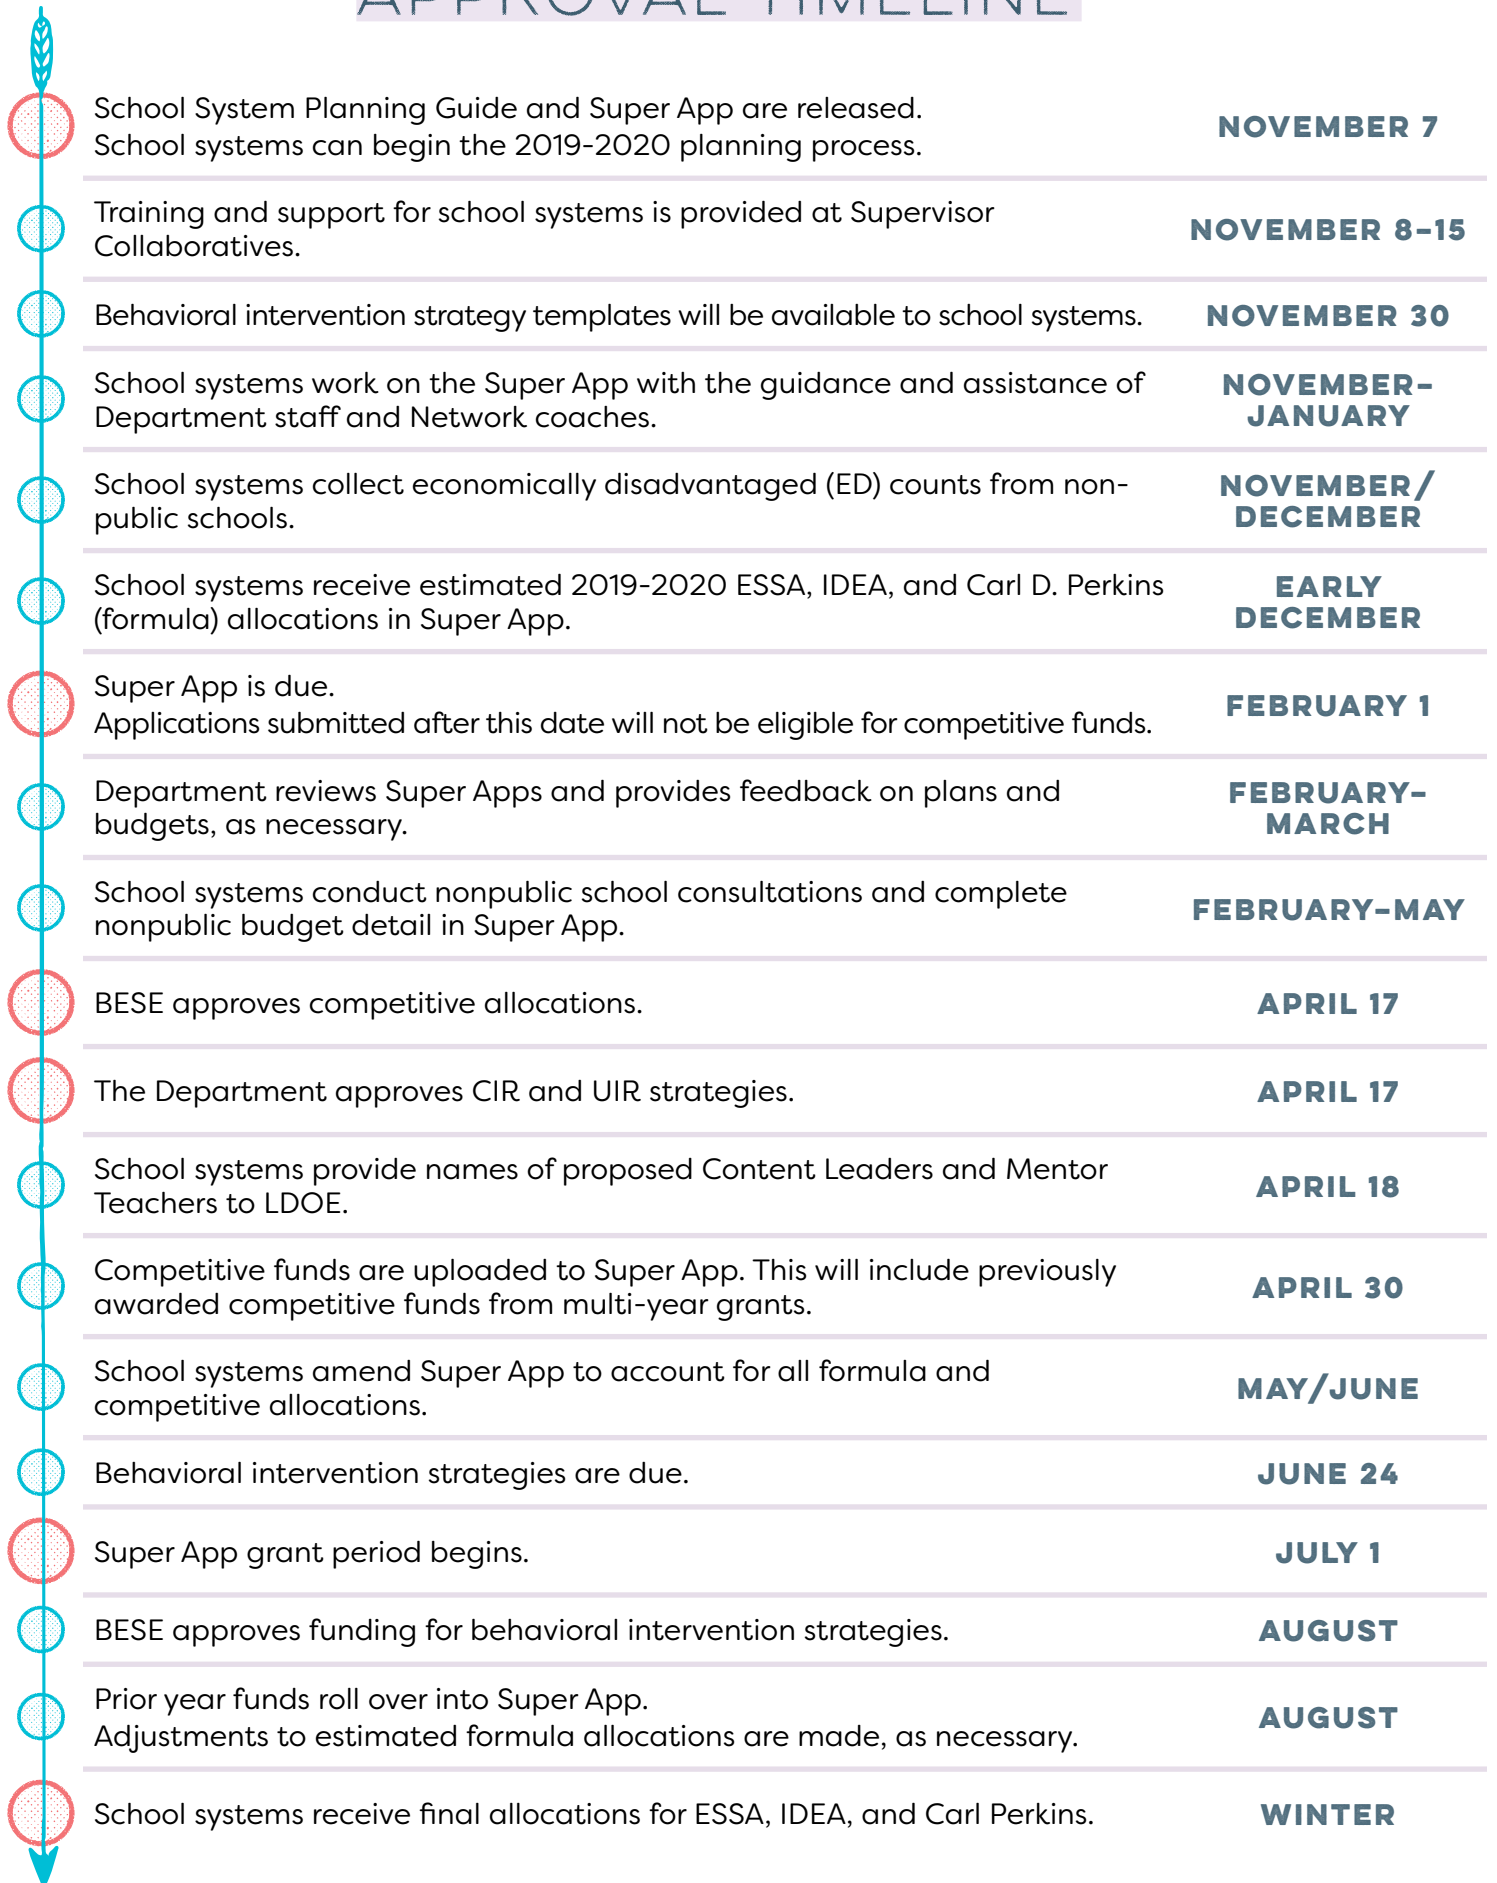 APPROVAL TIMELINE
School System Planning Guide and Super App are released.
School systems can begin the 2019-2020 planning process.
NOVEMBER 7
Training and support for school systems is provided at Supervisor
Collaboratives.
NOVEMBER 8–15
Behavioral intervention strategy templates will be available to school systems.
NOVEMBER 30
School systems work on the Super App with the guidance and assistance of
Department staff and Network coaches.
NOVEMBER–
JANUARY
School systems collect economically disadvantaged (ED) counts from non-
public schools.
NOVEMBER/
DECEMBER
School systems receive estimated 2019-2020 ESSA, IDEA, and Carl D. Perkins
(formula) allocations in Super App.
EARLY
DECEMBER
Super App is due.
Applications submitted after this date will not be eligible for competitive funds.
FEBRUARY 1
Department reviews Super Apps and provides feedback on plans and
budgets, as necessary.
FEBRUARY–
MARCH
School systems conduct nonpublic school consultations and complete
nonpublic budget detail in Super App.
FEBRUARY–MAY
BESE approves competitive allocations.
APRIL 17
The Department approves CIR and UIR strategies.
APRIL 17
School systems provide names of proposed Content Leaders and Mentor
Teachers to LDOE.
APRIL 18
Competitive funds are uploaded to Super App. This will include previously
awarded competitive funds from multi-year grants.
APRIL 30
School systems amend Super App to account for all formula and
competitive allocations.
MAY/JUNE
Behavioral intervention strategies are due.
JUNE 24
Super App grant period begins.
JULY 1
BESE approves funding for behavioral intervention strategies.
AUGUST
Prior year funds roll over into Super App.
Adjustments to estimated formula allocations are made, as necessary.
AUGUST
School systems receive final allocations for ESSA, IDEA, and Carl Perkins.
WINTER